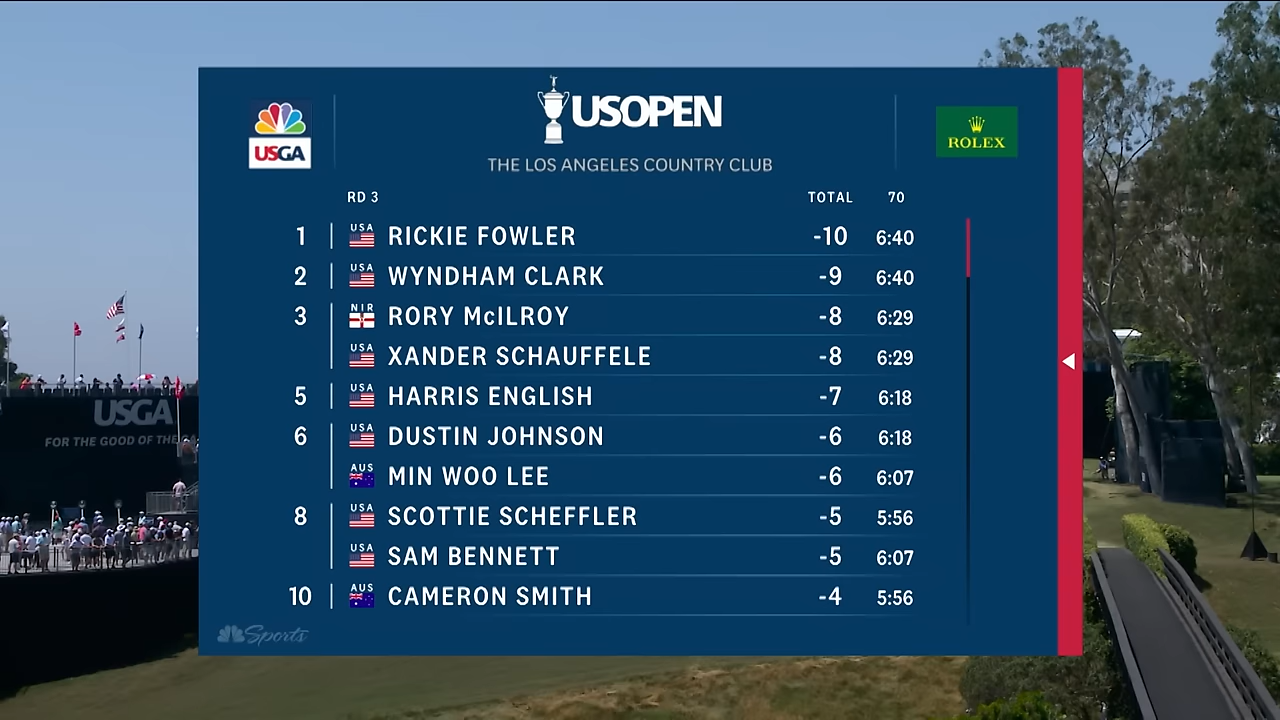 USOPEN
USGA
ROLEX
THE LOS ANGELES COUNTRY CLUB
RD 3 TOTAL 70
1 USA RICKIE FOWLER -10 6:40
2 USA WYNDHAM CLARK -9 6:40
3 NIR RORY McILROY -8 6:29
USA XANDER SCHAUFFELE -8 6:29
5 USA HARRIS ENGLISH -7 6:18
6 USA DUSTIN JOHNSON -6 6:18
AUS MIN WOO LEE -6 6:07
8 USA SCOTTIE SCHEFFLER -5 5:56
USA SAM BENNETT -5 6:07
10 AUS CAMERON SMITH -4 5:56
Sports
USGA
FOR THE GOOD OF THE